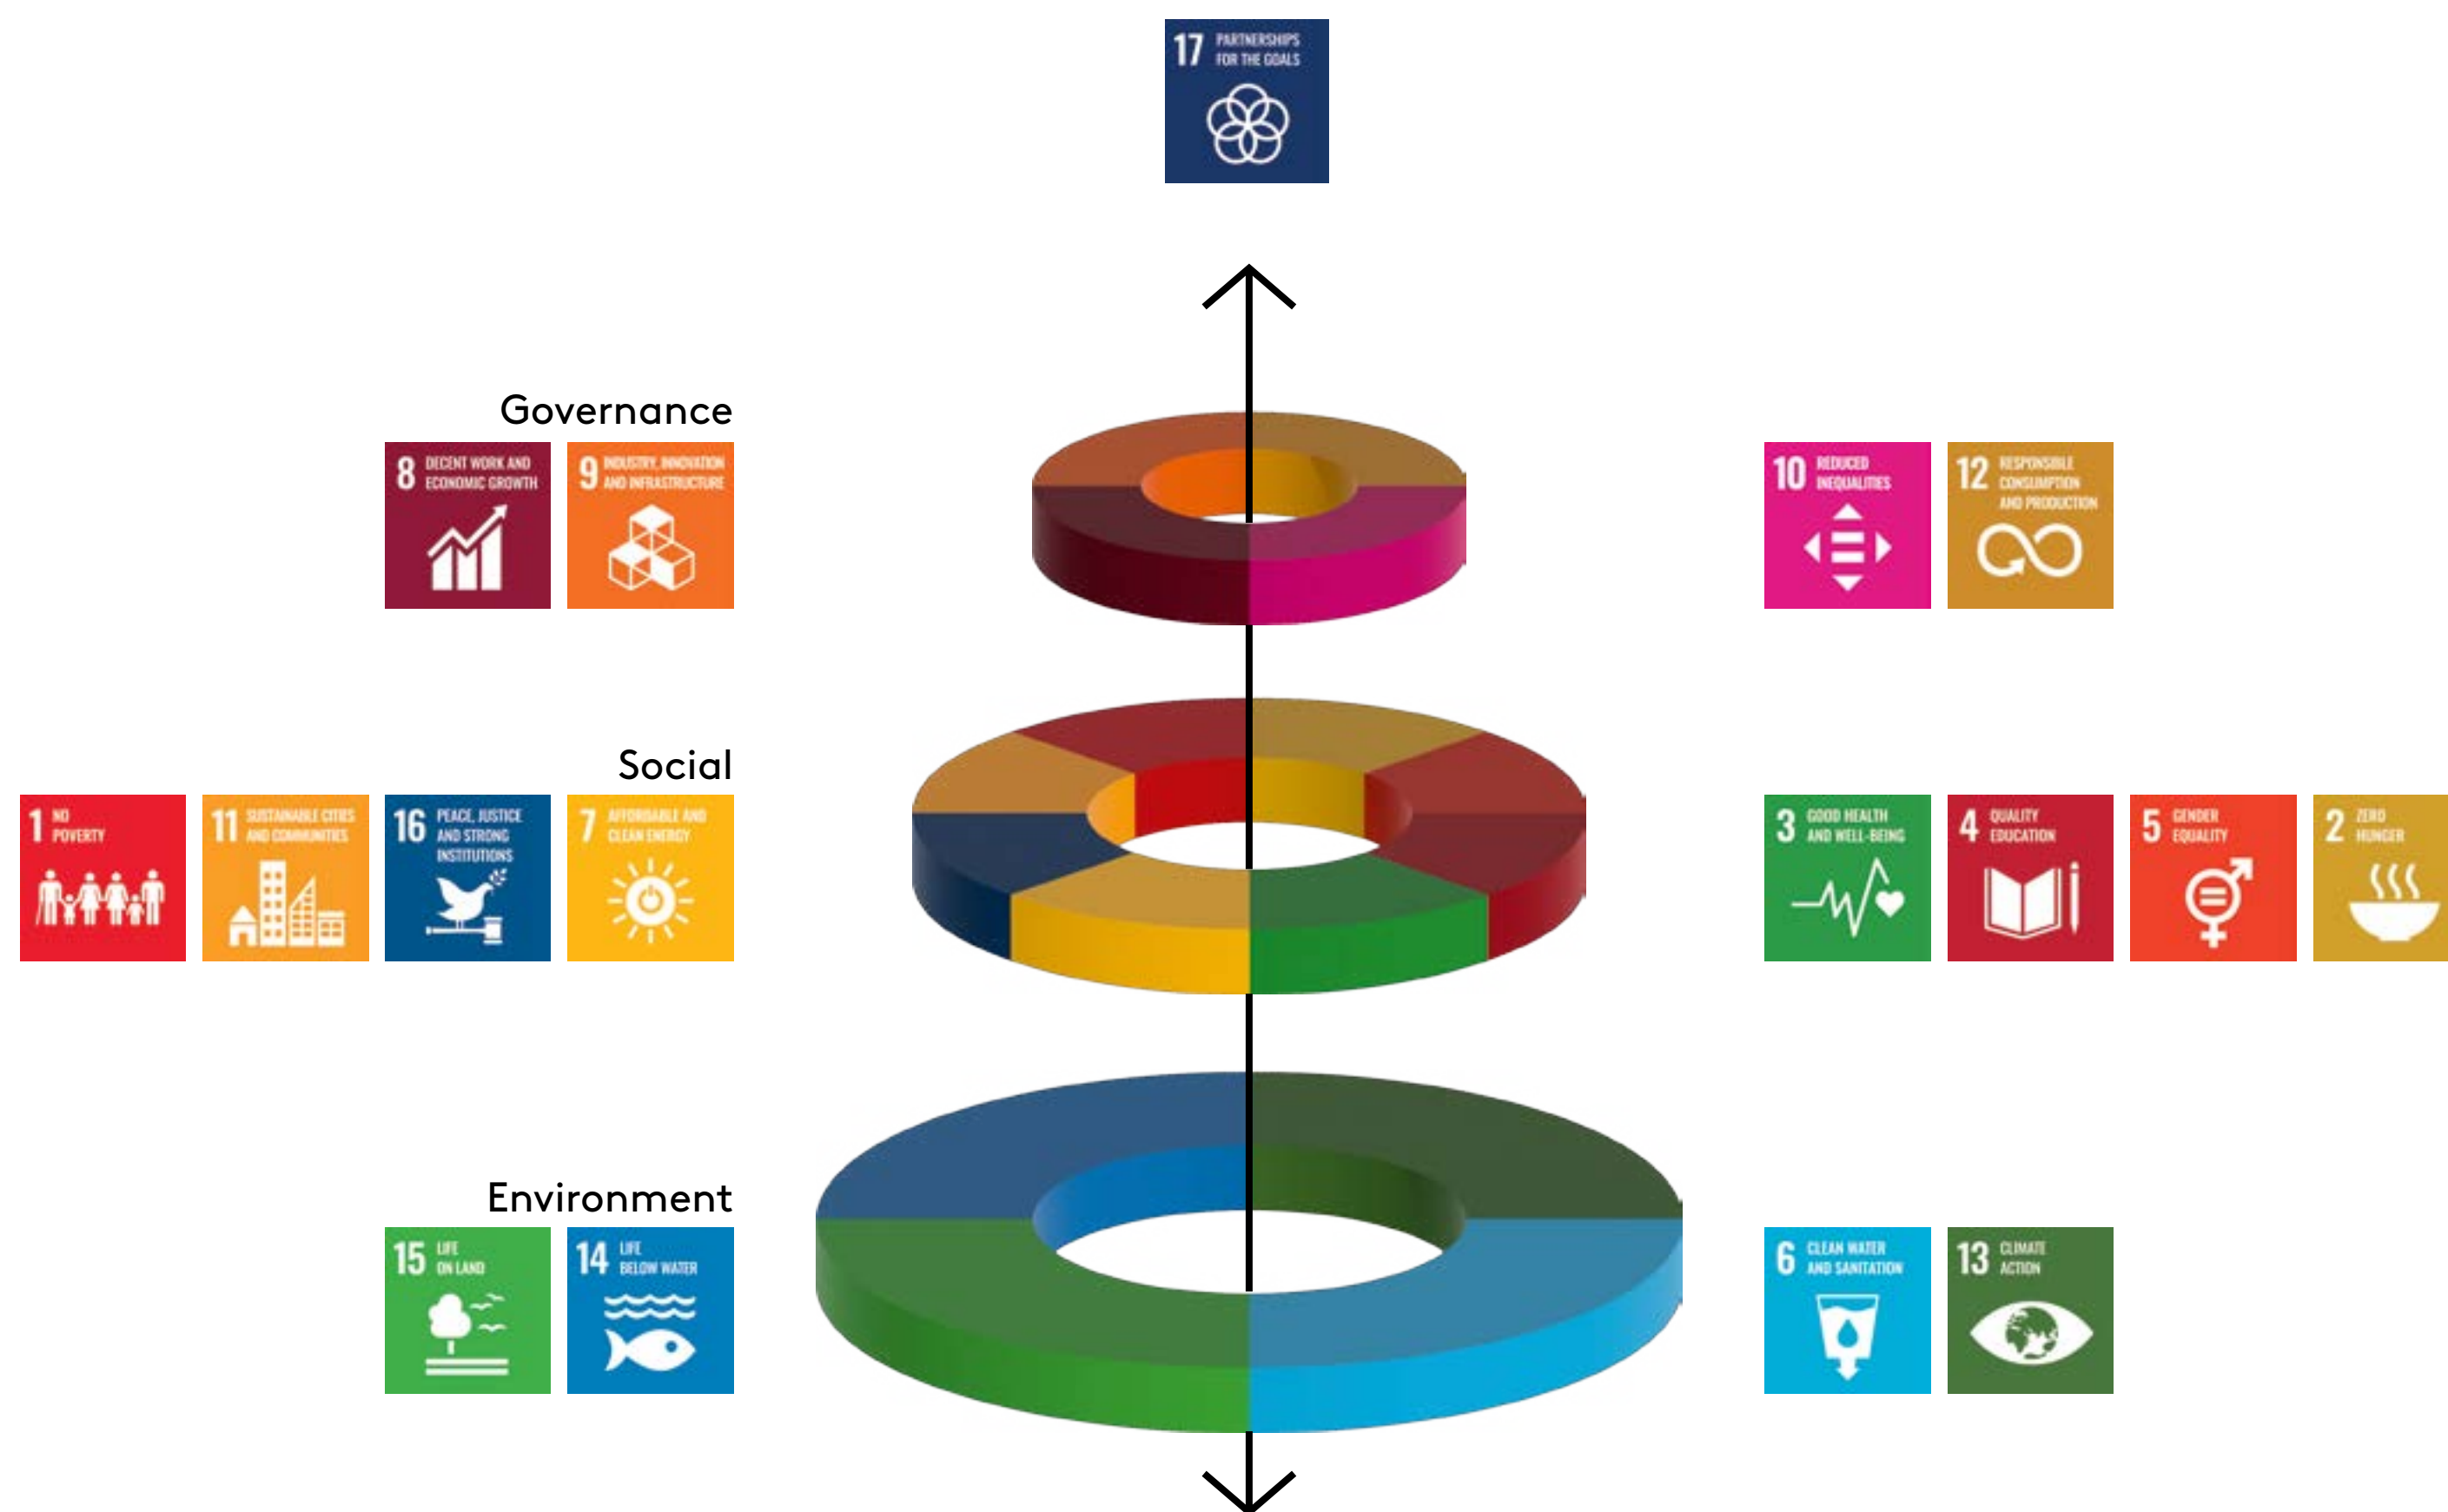 17 PARTNERSHIPS
FOR THE GOALS
Governance
8 DECENT WORK AND
ECONOMIC GROWTH
9 INDUSTRY, INNOVATION
AND INFRASTRUCTURE
10 REDUCED
INEQUALITIES
12 RESPONSIBLE
CONSUMPTION
AND PRODUCTION
Social
1 NO
POVERTY
11 SUSTAINABLE CITIES
AND COMMUNITIES
16 PEACE, JUSTICE
AND STRONG
INSTITUTIONS
7 AFFORDABLE AND
CLEAN ENERGY
3 GOOD HEALTH
AND WELL-BEING
4 QUALITY
EDUCATION
5 GENDER
EQUALITY
2 ZERO
HUNGER
Environment
15 LIFE
ON LAND
14 LIFE
BELOW WATER
6 CLEAN WATER
AND SANITATION
13 CLIMATE
ACTION